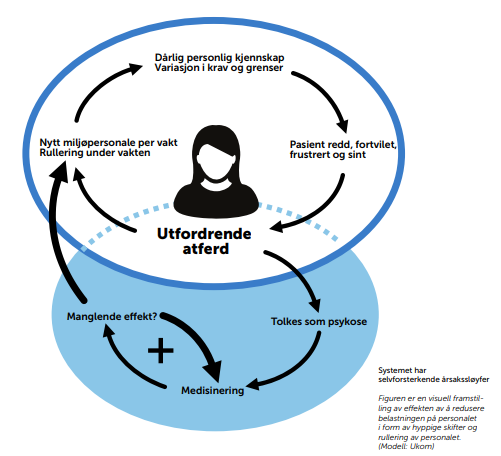 Dårlig personlig kjennskap
Variasjon i krav og grenser
Nytt miljøpersonale per vakt
Rullering under vakten
Pasient redd, fortvilet,
frustrert og sint
Utfordrende
atferd
Manglende effekt?
Tolkes som psykose
+
Medisinering
Systemet har
selvforsterkende årsakssløyfer
Figuren er en visuell framstil-
ling av effekten av å redusere
belastningen på personalet
i form av hyppige skifter og
rullering av personalet.
(Modell: Ukom)